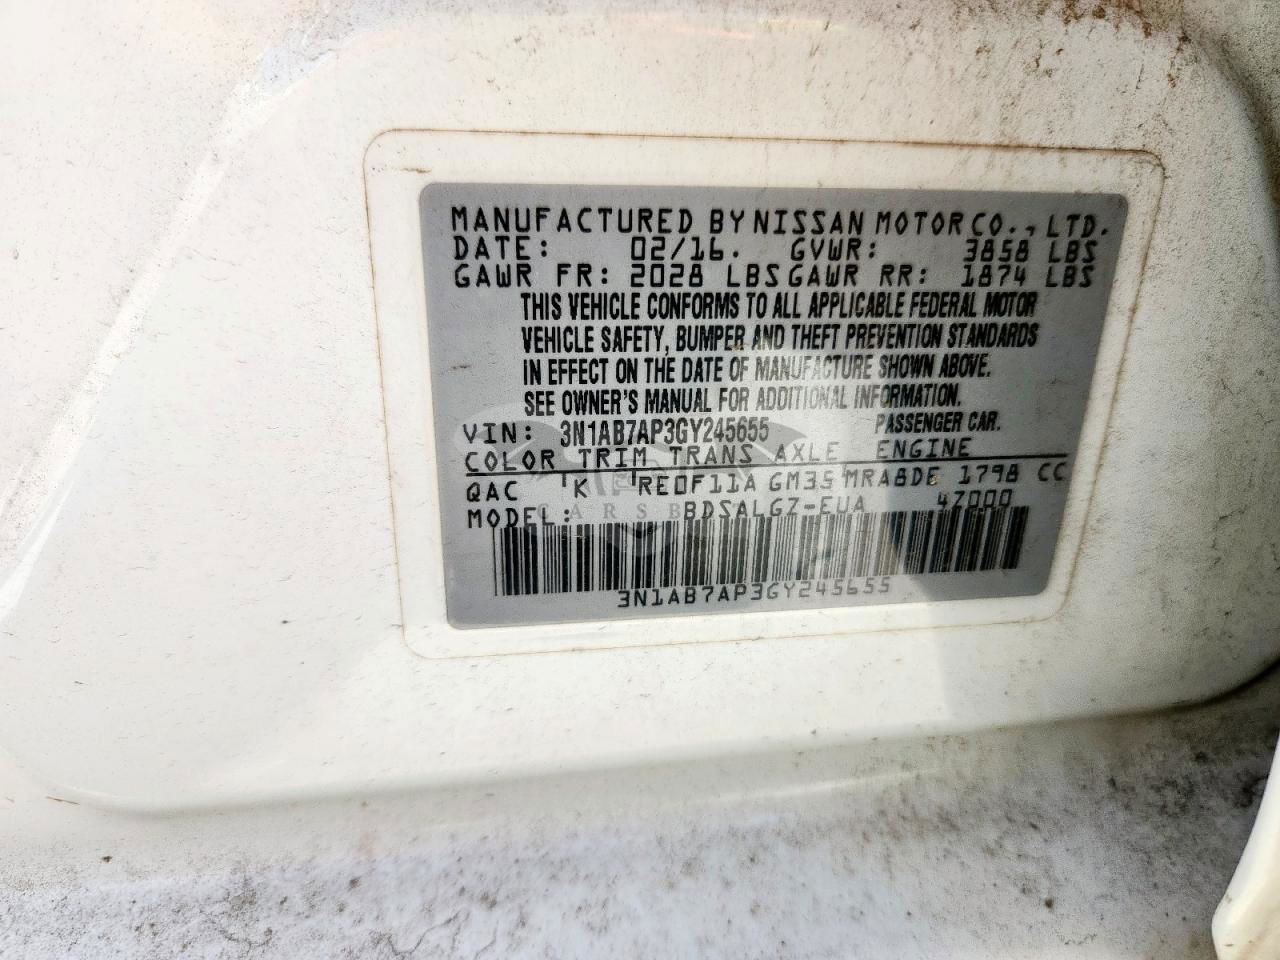 MANUFACTURED BY NISSAN MOTOR CO., LTD.
DATE: 02/16. GVWR: 3858 LBS
GAWR FR: 2028 LBS GAWR RR: 1874 LBS
THIS VEHICLE CONFORMS TO ALL APPLICABLE FEDERAL MOTOR
VEHICLE SAFETY, BUMPER AND THEFT PREVENTION STANDARDS
IN EFFECT ON THE DATE OF MANUFACTURE SHOWN ABOVE.
SEE OWNER'S MANUAL FOR ADDITIONAL INFORMATION.
VIN: 3N1AB7AP3GY245655 PASSENGER CAR.
COLOR TRIM TRANS AXLE ENGINE
QAC K RE0F11A GM35 MRA8DE 1798 CC
MODEL: BDSALGZ-EUA 4Z000
CARSB
3N1AB7AP3GY245655